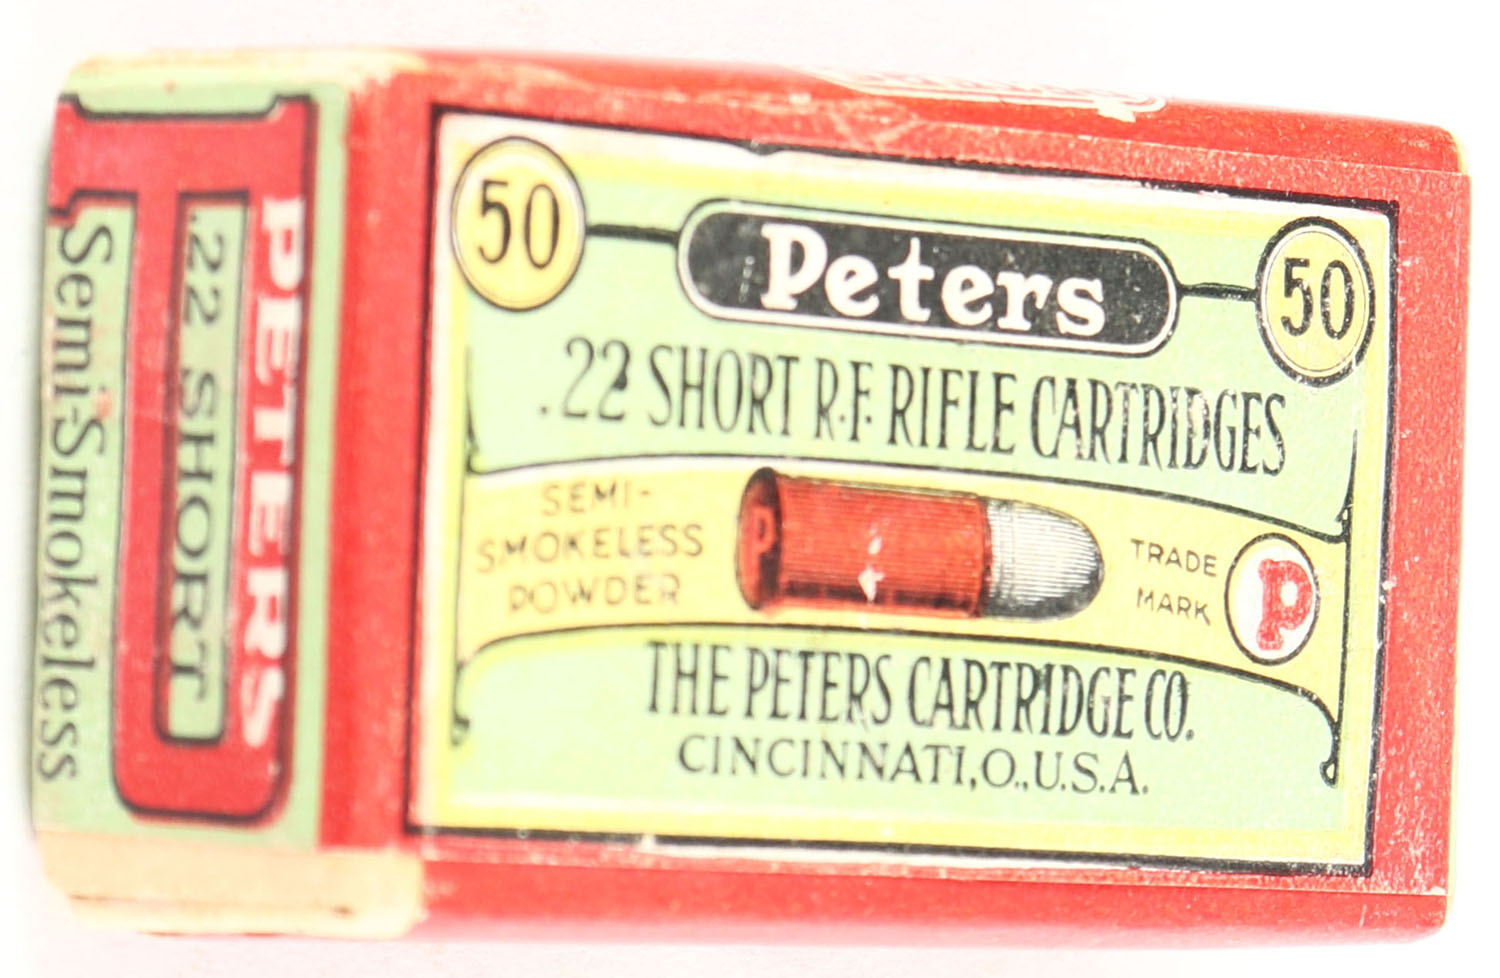 50
50
Peters
.22 SHORT R.F. RIFLE CARTRIDGES
SEMI-
SMOKELESS
POWDER
P
TRADE
MARK
P
THE PETERS CARTRIDGE CO.
CINCINNATI, O., U.S.A.
PETERS
.22 SHORT
Semi-Smokeless